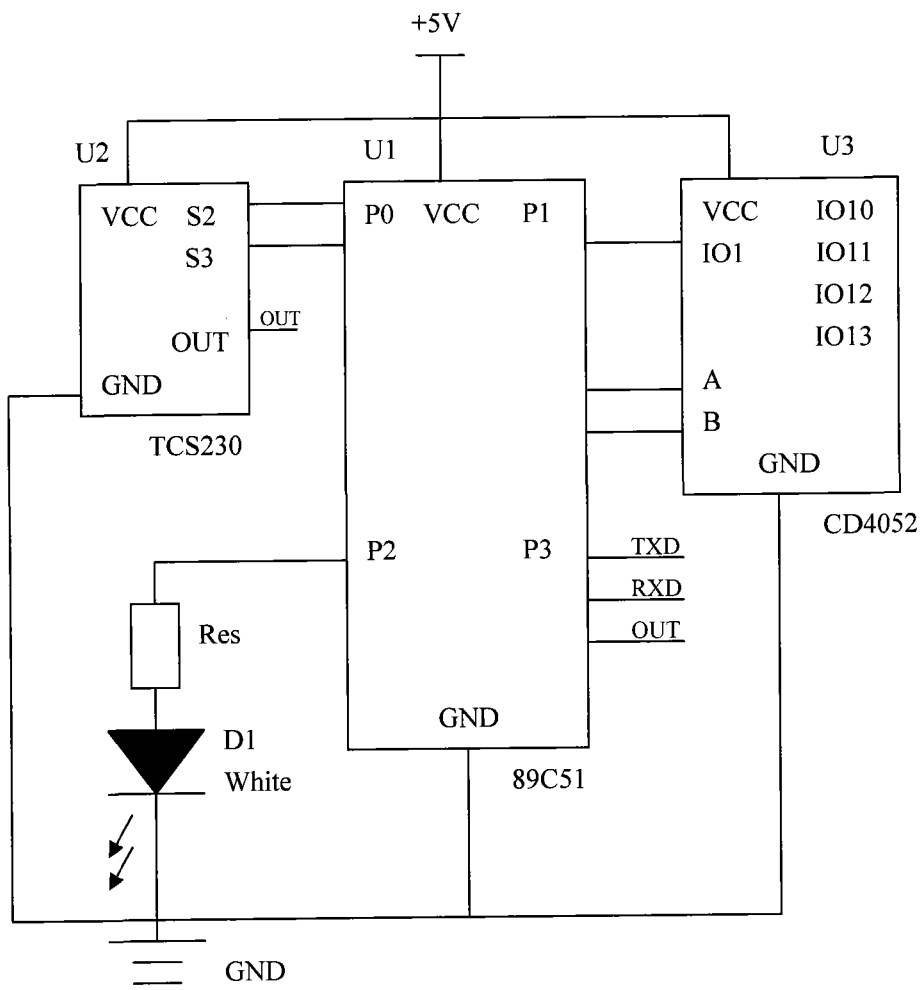 +5V
U2
U1
U3
VCC S2
S3
OUT
GND
OUT
TCS230
P0 VCC P1
P2 P3
GND
89C51
VCC IO10
IO1 IO11
IO12
IO13
A
B
GND
CD4052
TXD
RXD
OUT
Res
D1
White
GND